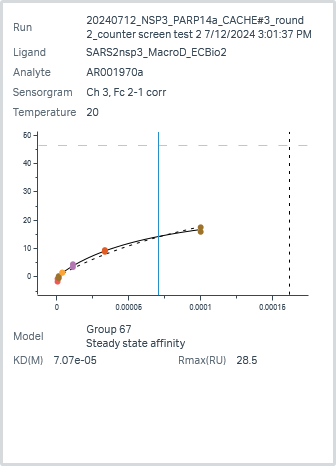 Run 20240712_NSP3_PARP14a_CACHE#3_round
2_counter screen test 2 7/12/2024 3:01:37 PM
Ligand SARS2nsp3_MacroD_ECBio2
Analyte AR001970a
Sensorgram Ch 3, Fc 2-1 corr
Temperature 20
60
50
40
30
20
10
0
0 0.00005 0.0001 0.00015
Model Group 67
Steady state affinity
KD(M) 7.07e-05 Rmax(RU) 28.5